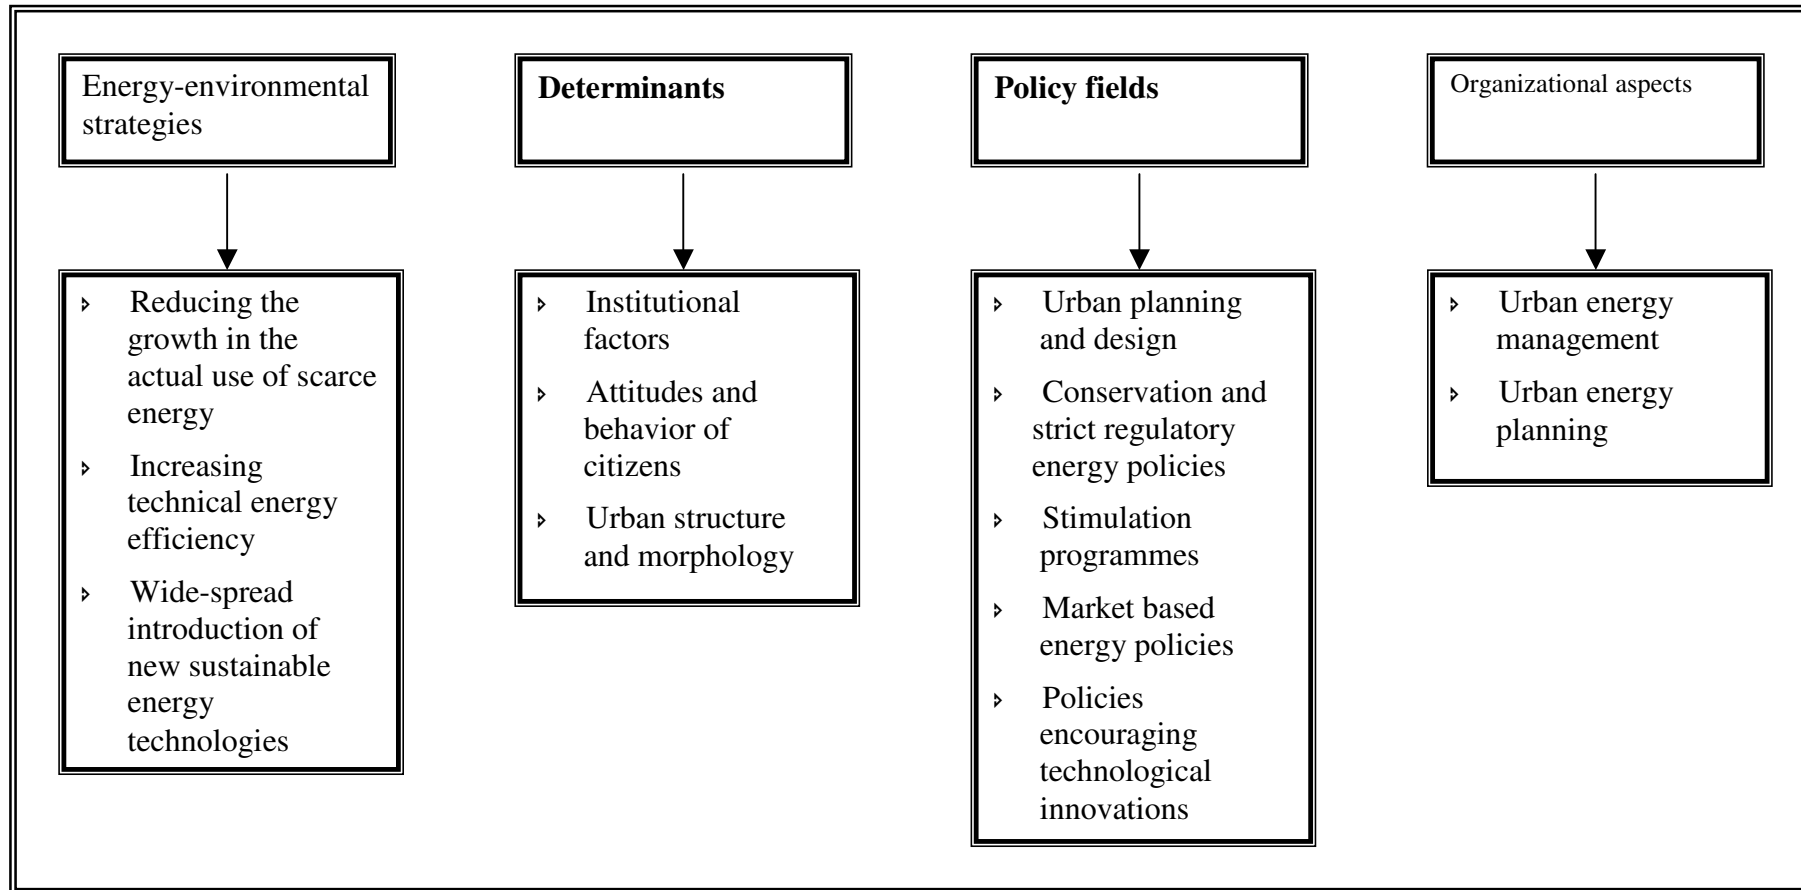 Energy-environmental
strategies
Determinants
Policy fields
Organizational aspects
Reducing the
growth in the
actual use of scarce
energy
Increasing
technical energy
efficiency
Wide-spread
introduction of
new sustainable
energy
technologies
Institutional
factors
Attitudes and
behavior of
citizens
Urban structure
and morphology
Urban planning
and design
Conservation and
strict regulatory
energy policies
Stimulation
programmes
Market based
energy policies
Policies
encouraging
technological
innovations
Urban energy
management
Urban energy
planning